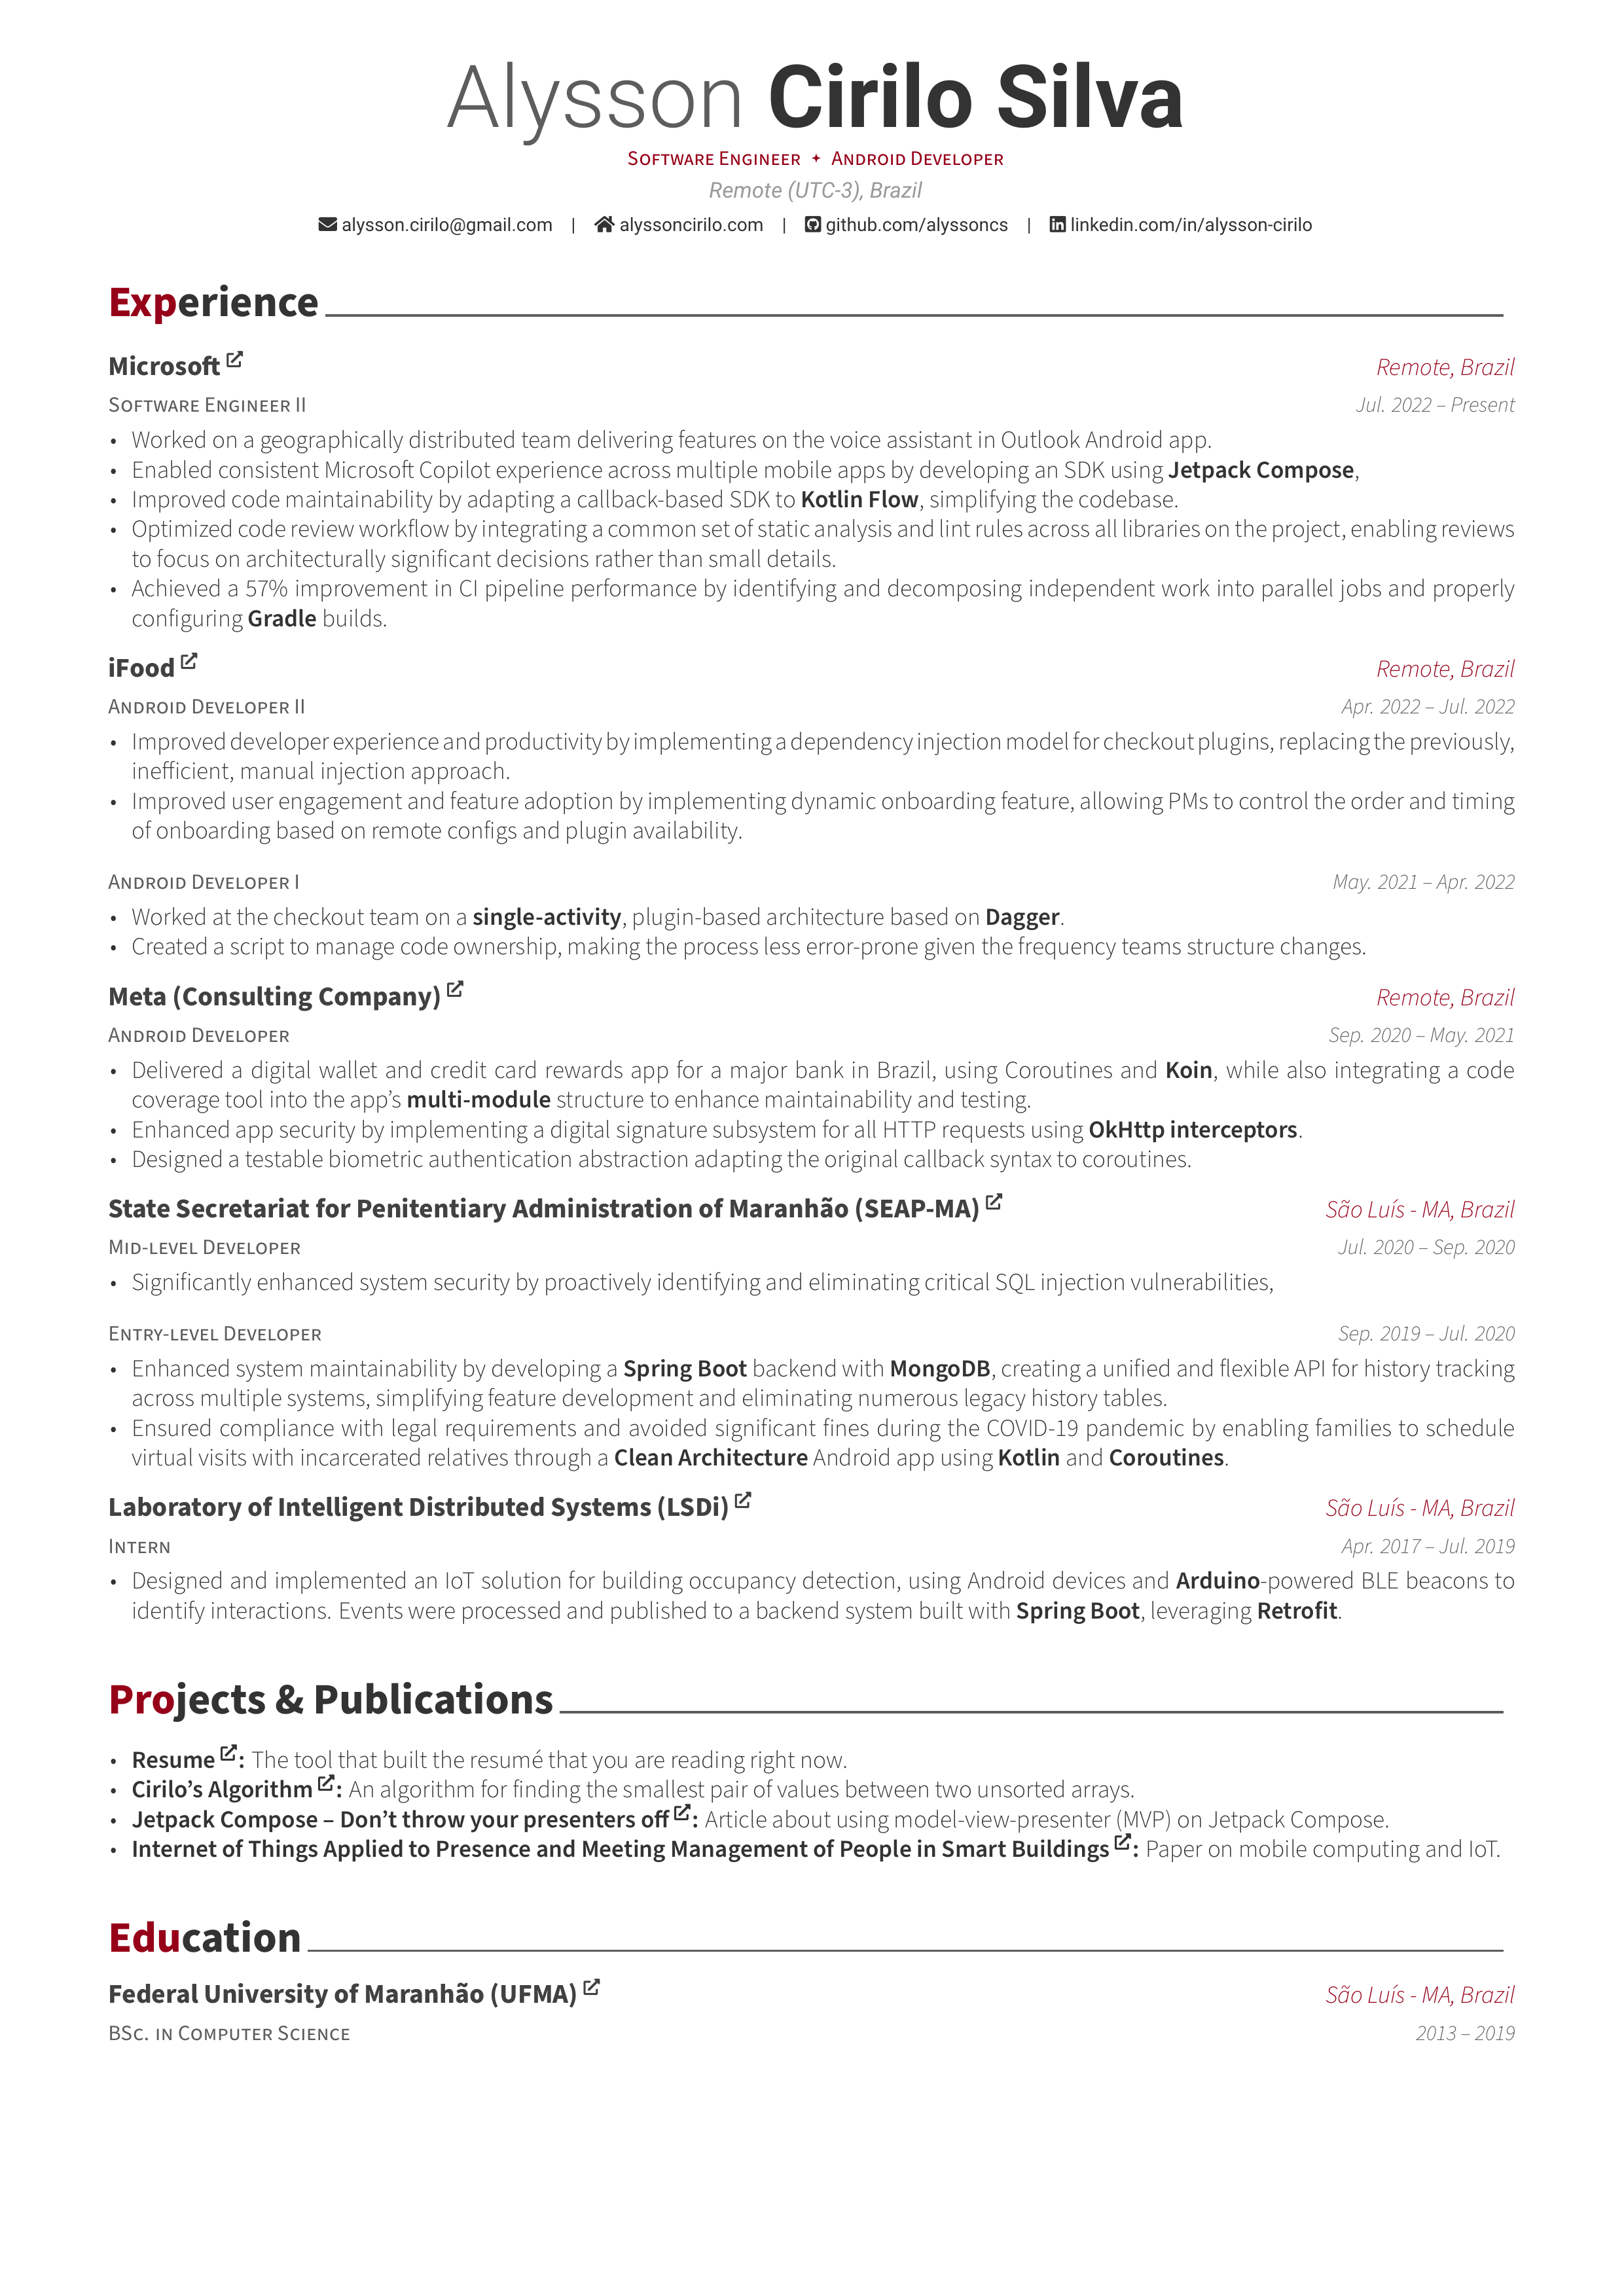 Alysson Cirilo Silva
Software Engineer ✦ Android Developer
Remote (UTC-3), Brazil
alysson.cirilo@gmail.com | alyssoncirilo.com | github.com/alyssoncs | linkedin.com/in/alysson-cirilo
Experience
Microsoft Remote, Brazil
Software Engineer II Jul. 2022 – Present
• Worked on a geographically distributed team delivering features on the voice assistant in Outlook Android app.
• Enabled consistent Microsoft Copilot experience across multiple mobile apps by developing an SDK using Jetpack Compose,
• Improved code maintainability by adapting a callback-based SDK to Kotlin Flow, simplifying the codebase.
• Optimized code review workflow by integrating a common set of static analysis and lint rules across all libraries on the project, enabling reviews
to focus on architecturally significant decisions rather than small details.
• Achieved a 57% improvement in CI pipeline performance by identifying and decomposing independent work into parallel jobs and properly
configuring Gradle builds.
iFood Remote, Brazil
Android Developer II Apr. 2022 – Jul. 2022
• Improved developer experience and productivity by implementing a dependency injection model for checkout plugins, replacing the previously,
inefficient, manual injection approach.
• Improved user engagement and feature adoption by implementing dynamic onboarding feature, allowing PMs to control the order and timing
of onboarding based on remote configs and plugin availability.
Android Developer I May. 2021 – Apr. 2022
• Worked at the checkout team on a single-activity, plugin-based architecture based on Dagger.
• Created a script to manage code ownership, making the process less error-prone given the frequency teams structure changes.
Meta (Consulting Company) Remote, Brazil
Android Developer Sep. 2020 – May. 2021
• Delivered a digital wallet and credit card rewards app for a major bank in Brazil, using Coroutines and Koin, while also integrating a code
coverage tool into the app’s multi-module structure to enhance maintainability and testing.
• Enhanced app security by implementing a digital signature subsystem for all HTTP requests using OkHttp interceptors.
• Designed a testable biometric authentication abstraction adapting the original callback syntax to coroutines.
State Secretariat for Penitentiary Administration of Maranhão (SEAP-MA) São Luís - MA, Brazil
Mid-level Developer Jul. 2020 – Sep. 2020
• Significantly enhanced system security by proactively identifying and eliminating critical SQL injection vulnerabilities,
Entry-level Developer Sep. 2019 – Jul. 2020
• Enhanced system maintainability by developing a Spring Boot backend with MongoDB, creating a unified and flexible API for history tracking
across multiple systems, simplifying feature development and eliminating numerous legacy history tables.
• Ensured compliance with legal requirements and avoided significant fines during the COVID-19 pandemic by enabling families to schedule
virtual visits with incarcerated relatives through a Clean Architecture Android app using Kotlin and Coroutines.
Laboratory of Intelligent Distributed Systems (LSDi) São Luís - MA, Brazil
Intern Apr. 2017 – Jul. 2019
• Designed and implemented an IoT solution for building occupancy detection, using Android devices and Arduino-powered BLE beacons to
identify interactions. Events were processed and published to a backend system built with Spring Boot, leveraging Retrofit.
Projects & Publications
• Resume : The tool that built the resumé that you are reading right now.
• Cirilo’s Algorithm : An algorithm for finding the smallest pair of values between two unsorted arrays.
• Jetpack Compose – Don’t throw your presenters off : Article about using model-view-presenter (MVP) on Jetpack Compose.
• Internet of Things Applied to Presence and Meeting Management of People in Smart Buildings : Paper on mobile computing and IoT.
Education
Federal University of Maranhão (UFMA) São Luís - MA, Brazil
BSc. in Computer Science 2013 – 2019